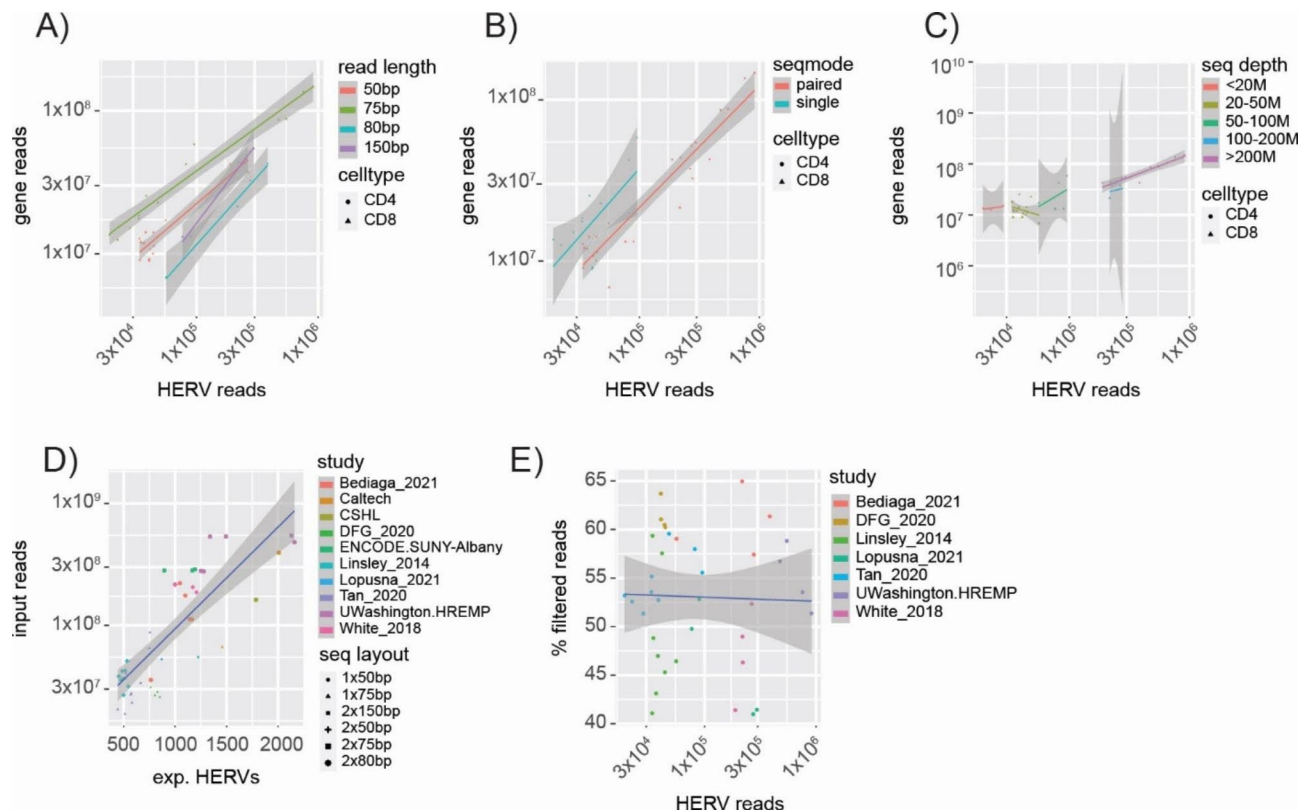 A)
gene reads
1x10⁸
3x10⁷
1x10⁷
3x10⁴
1x10⁵
3x10⁵
1x10⁶
HERV reads
read length
50bp
75bp
80bp
150bp
celltype
CD4
CD8
B)
gene reads
1x10⁸
3x10⁷
1x10⁷
3x10⁴
1x10⁵
3x10⁵
1x10⁶
HERV reads
seqmode
paired
single
celltype
CD4
CD8
C)
gene reads
10¹⁰
10⁹
10⁸
10⁷
10⁶
3x10⁴
1x10⁵
3x10⁵
1x10⁶
HERV reads
seq depth
<20M
20-50M
50-100M
100-200M
>200M
celltype
CD4
CD8
D)
input reads
1x10⁹
3x10⁸
1x10⁸
3x10⁷
500
1000
1500
2000
exp. HERVs
study
Bediaga_2021
Caltech
CSHL
DFG_2020
ENCODE.SUNY-Albany
Linsley_2014
Lopusna_2021
Tan_2020
UWashington.HREMP
White_2018
seq layout
1x50bp
1x75bp
2x150bp
2x50bp
2x75bp
2x80bp
E)
% filtered reads
65
60
55
50
45
40
3x10⁴
1x10⁵
3x10⁵
1x10⁶
HERV reads
study
Bediaga_2021
DFG_2020
Linsley_2014
Lopusna_2021
Tan_2020
UWashington.HREMP
White_2018